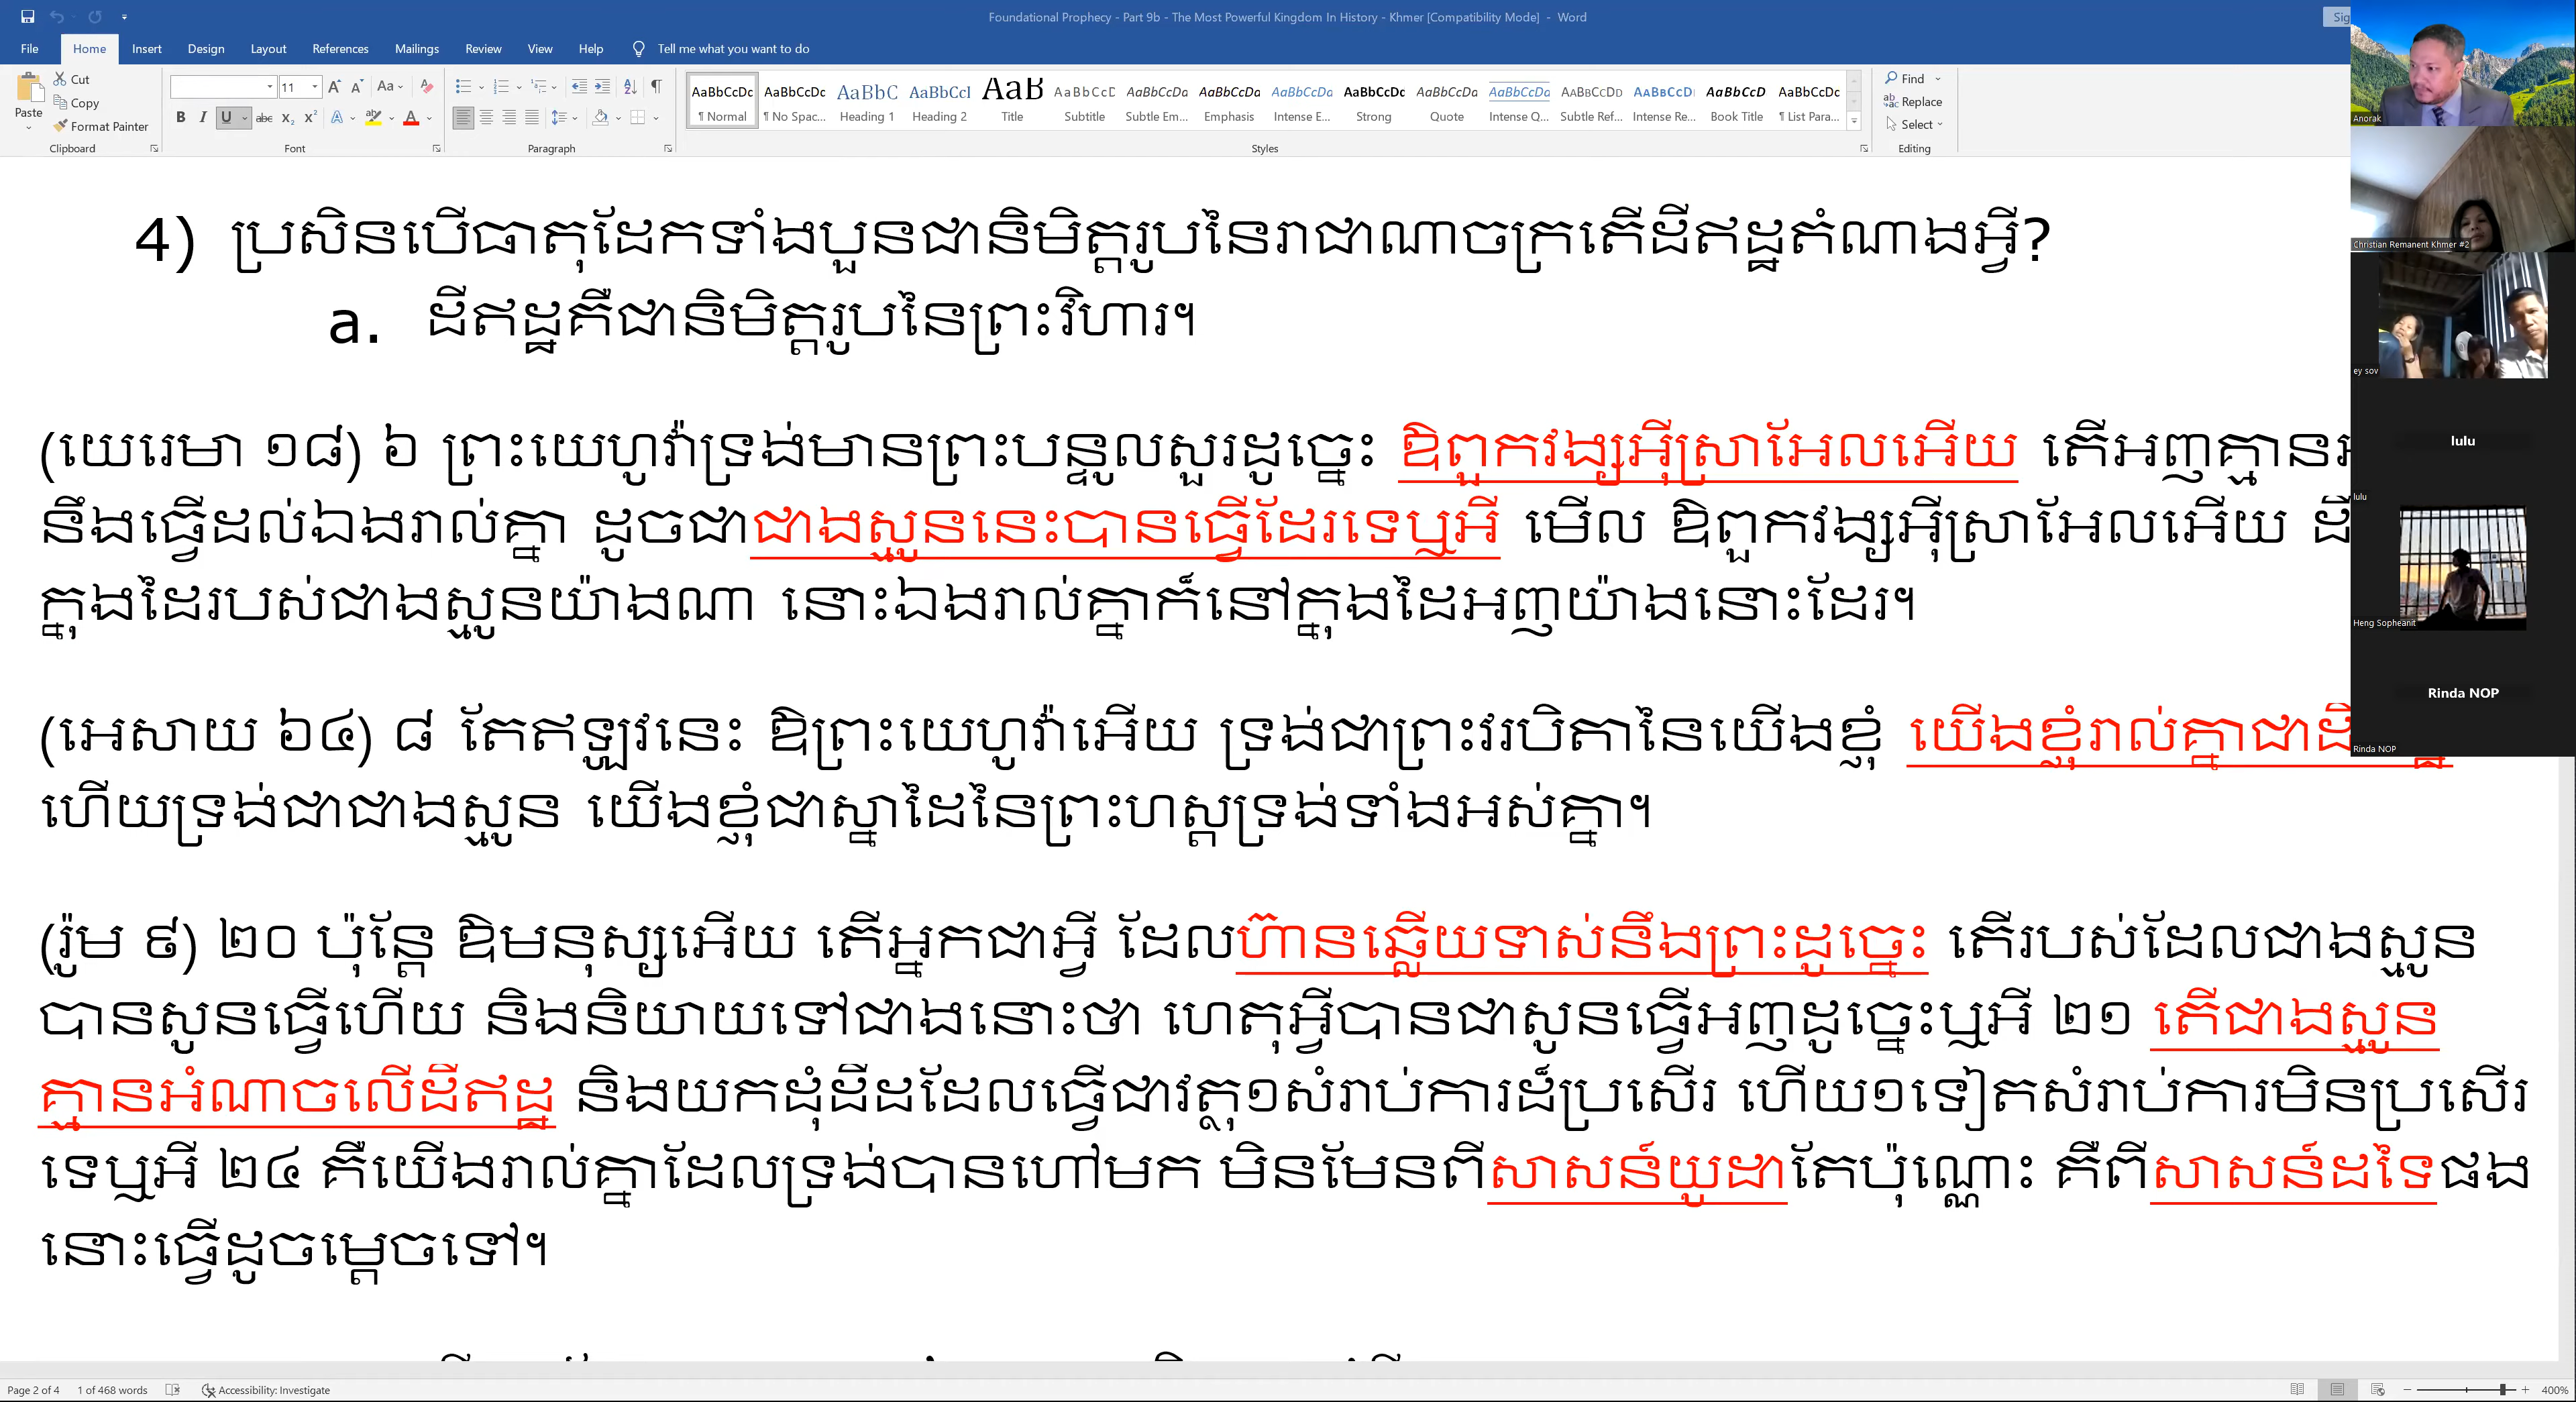 Foundational Prophecy - Part 9b - The Most Powerful Kingdom In History - Khmer [Compatibility Mode] - Word
File Home Insert Design Layout References Mailings Review View Help Tell me what you want to do
Cut
Copy
Format Painter
Paste
Clipboard
11
Font
Paragraph
AaBbCcDc AaBbCcDc AaBbC AaBbCcI AaB AaBbCcD AaBbCcDa AaBbCcDa AaBbCcDa AaBbCcDc AaBbCcDa AaBbCcDa AaBbCcDd AaBbCcD AaBbCcD AaBbCcDc
¶ Normal ¶ No Spac... Heading 1 Heading 2 Title Subtitle Subtle Em... Emphasis Intense E... Strong Quote Intense Q... Subtle Ref... Intense Re... Book Title ¶ List Para...
Styles
Find
Replace
Select
Editing
4) ប្រសិនបើធាតុដែកទាំងបួនជានិមិត្តរូបនៃរាជាណាចក្រតើដីឥដ្ឋតំណាងអ្វី?
a. ដីឥដ្ឋគឺជានិមិត្តរូបនៃព្រះវិហារ។
(យេរេមា ១៨) ៦ ព្រះយេហូវ៉ាទ្រង់មានព្រះបន្ទូលសួរដូច្នេះ ឱពួកវង្សអ៊ីស្រាអែលអើយ តើអញគ្មាន
នឹងធ្វើដល់ឯងរាល់គ្នា ដូចជាជាងស្មូននេះបានធ្វើដែរទេឬអី មើល ឱពួកវង្សអ៊ីស្រាអែលអើយ ដី
ក្នុងដៃរបស់ជាងស្មូនយ៉ាងណា នោះឯងរាល់គ្នាក៏នៅក្នុងដៃអញយ៉ាងនោះដែរ។
(អេសាយ ៦៤) ៨ តែឥឡូវនេះ ឱព្រះយេហូវ៉ាអើយ ទ្រង់ជាព្រះវរបិតានៃយើងខ្ញុំ យើងខ្ញុំរាល់គ្នាជាដី
ហើយទ្រង់ជាជាងស្មូន យើងខ្ញុំជាស្នាដៃនៃព្រះហស្តទ្រង់ទាំងអស់គ្នា។
(រ៉ូម ៩) ២០ ប៉ុន្តែ ឱមនុស្សអើយ តើអ្នកជាអ្វី ដែលហ៊ានឆ្លើយទាស់នឹងព្រះដូច្នេះ តើរបស់ដែលជាងស្មូន
បានសូនធ្វើហើយ និងនិយាយទៅជាងនោះថា ហេតុអ្វីបានជាសូនធ្វើអញដូច្នេះឬអី ២១ តើជាងស្មូន
គ្មានអំណាចលើដីឥដ្ឋ និងយកដុំដីដដែលធ្វើជាវត្ថុ១សំរាប់ការដ៏ប្រសើរ ហើយ១ទៀតសំរាប់ការមិនប្រសើរ
ទេឬអី ២៤ គឺយើងរាល់គ្នាដែលទ្រង់បានហៅមក មិនមែនពីសាសន៍យូដាតែប៉ុណ្ណោះ គឺពីសាសន៍ដទៃផង
នោះធ្វើដូចម្តេចទៅ។
Anorak
Christian Remanent Khmer #2
ey sov
lulu
lulu
Heng Sopheanit
Rinda NOP
Rinda NOP
Page 2 of 4 1 of 468 words Accessibility: Investigate 400%